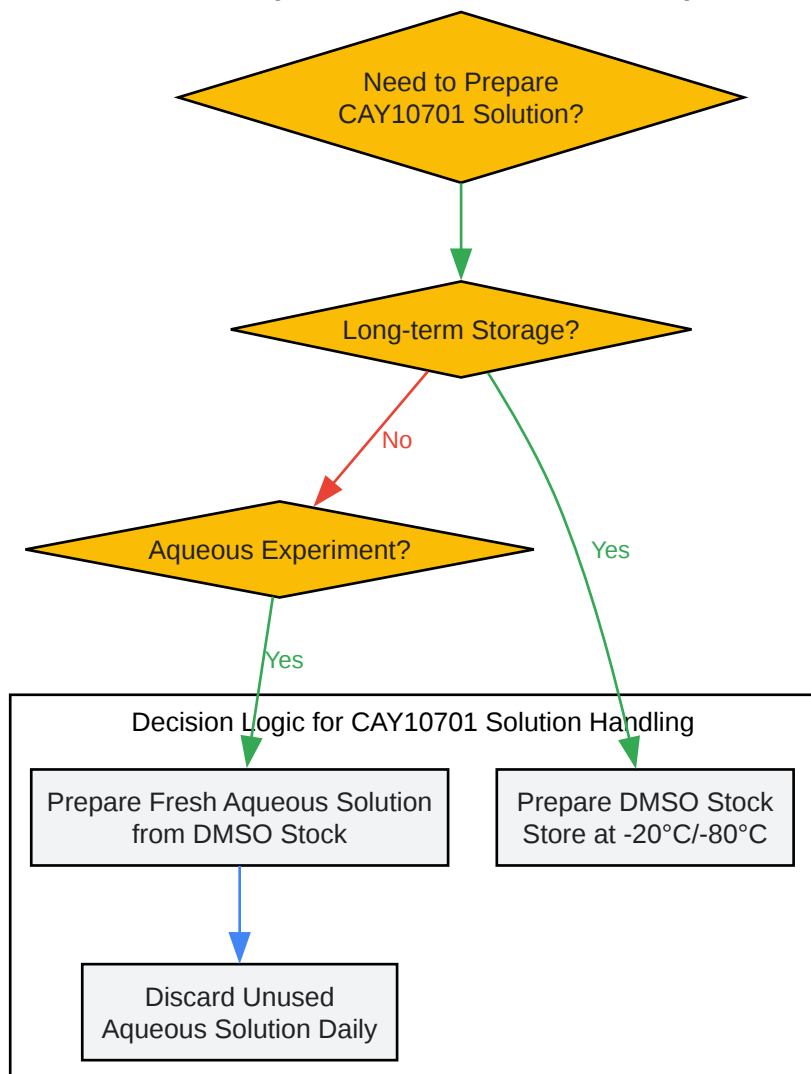 Need to Prepare
CAY10701 Solution?
Long-term Storage?
No
Aqueous Experiment?
Yes
Yes
Decision Logic for CAY10701 Solution Handling
Prepare Fresh Aqueous Solution
from DMSO Stock
Prepare DMSO Stock
Store at -20°C/-80°C
Discard Unused
Aqueous Solution Daily